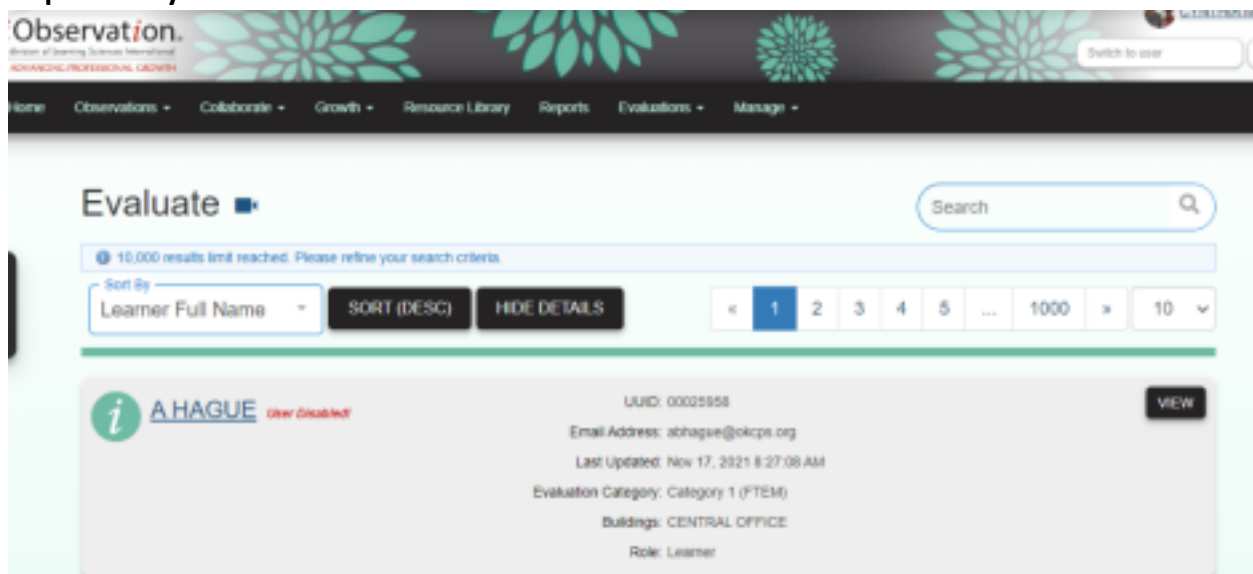 Observation.
ADVANCING PROFESSIONAL GROWTH
Switch to user
Home Observations Collaborate Growth Resource Library Reports Evaluations Manage
Evaluate
Search
10,000 results limit reached. Please refine your search criteria.
Sort By
Learner Full Name SORT (DESC) HIDE DETAILS « 1 2 3 4 5 ... 1000 » 10
i A HAGUE User Disabled! UUID: 00025958 VIEW
Email Address: abhague@okcps.org
Last Updated: Nov 17, 2021 8:27:08 AM
Evaluation Category: Category 1 (FTEM)
Buildings: CENTRAL OFFICE
Role: Learner